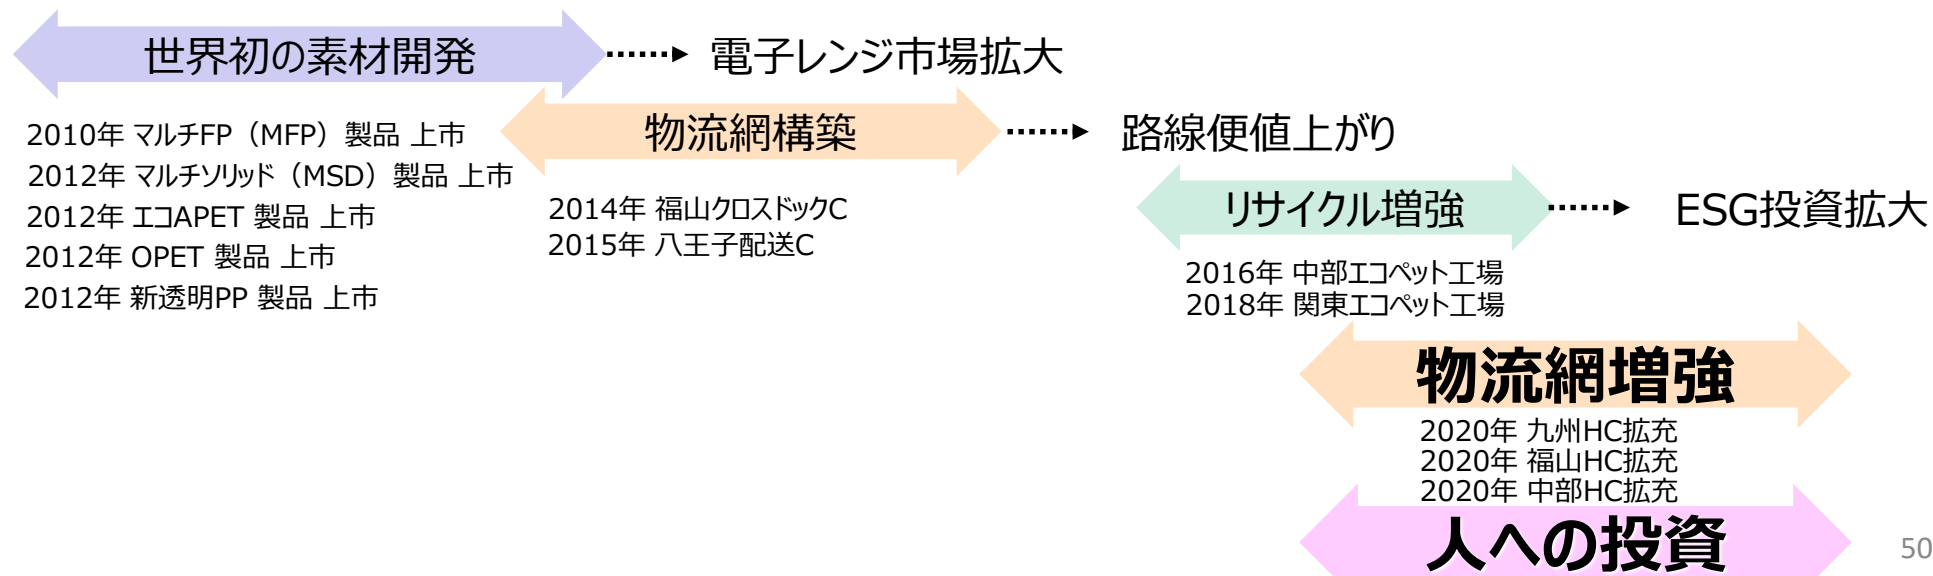 世界初の素材開発
電子レンジ市場拡大
2010年 マルチFP（MFP）製品 上市
2012年 マルチソリッド（MSD）製品 上市
2012年 エコAPET 製品 上市
2012年 OPET 製品 上市
2012年 新透明PP 製品 上市
物流網構築
路線便値上がり
2014年 福山クロスドックC
2015年 八王子配送C
リサイクル増強
ESG投資拡大
2016年 中部エコペット工場
2018年 関東エコペット工場
物流網増強
2020年 九州HC拡充
2020年 福山HC拡充
2020年 中部HC拡充
人への投資
50